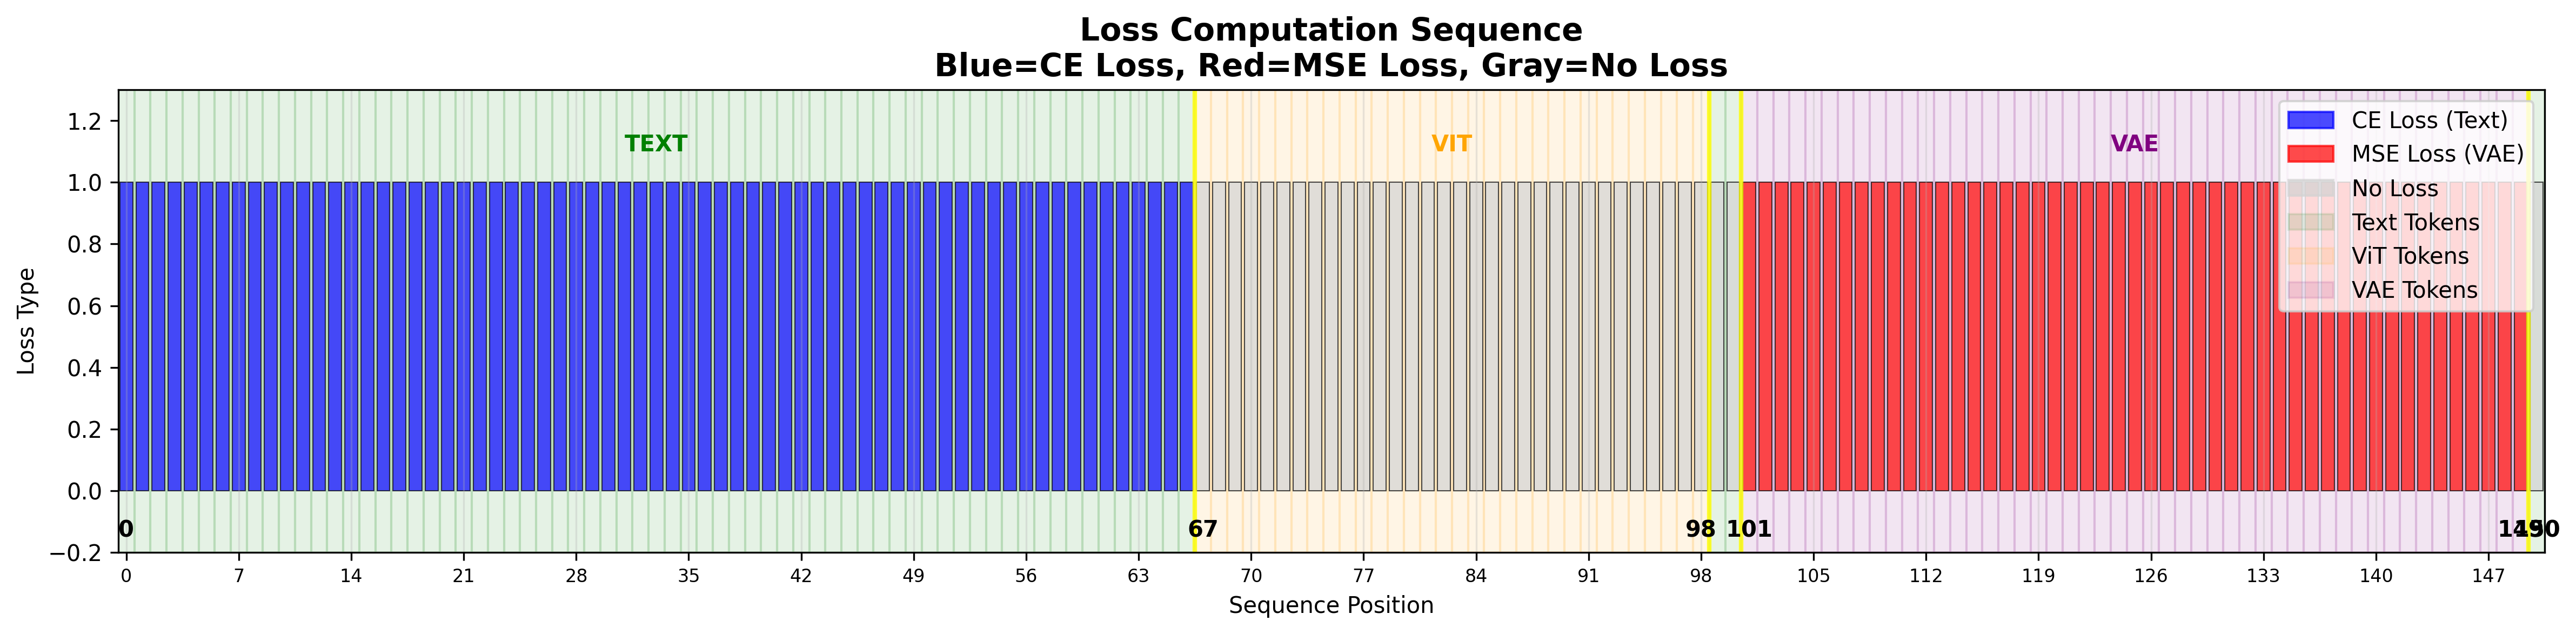 Loss Computation Sequence
Blue=CE Loss, Red=MSE Loss, Gray=No Loss
Loss Type
1.2
1.0
0.8
0.6
0.4
0.2
0.0
−0.2
TEXT
VIT
VAE
CE Loss (Text)
MSE Loss (VAE)
No Loss
Text Tokens
ViT Tokens
VAE Tokens
0 67 98 101 149 150
0 7 14 21 28 35 42 49 56 63 70 77 84 91 98 105 112 119 126 133 140 147
Sequence Position